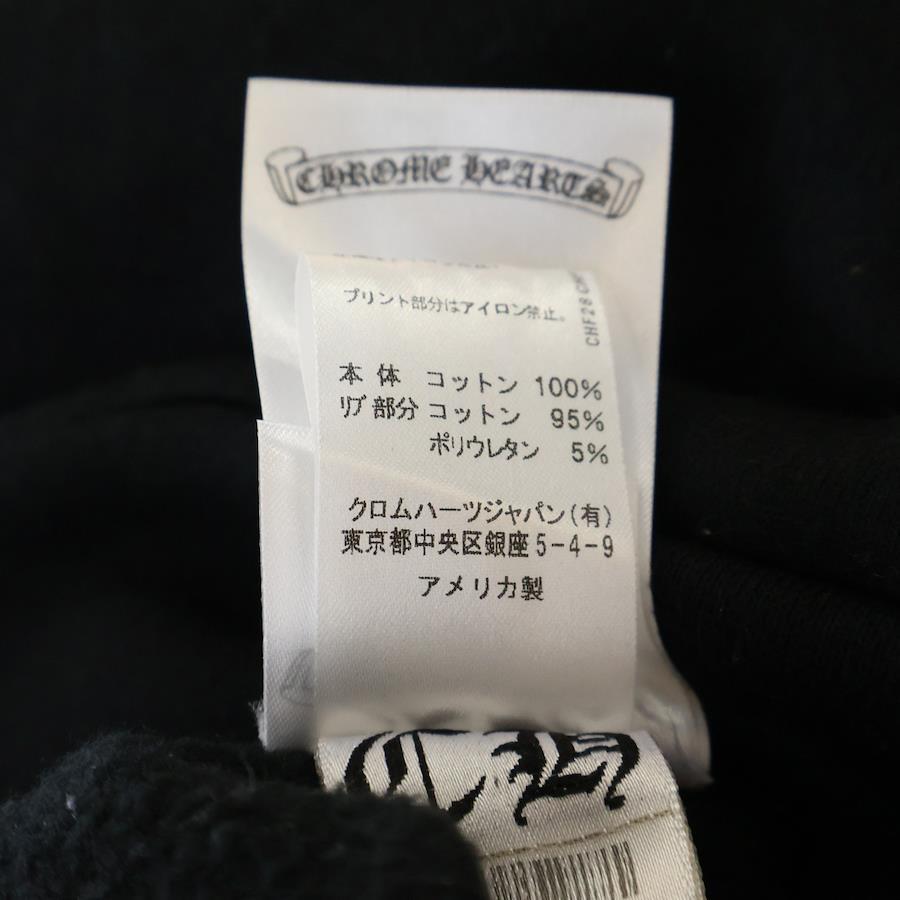 CHROME HEARTS
プリント部分はアイロン禁止。
CHF28
本体 コットン 100%
リブ部分 コットン 95%
ポリウレタン 5%
クロムハーツジャパン(有)
東京都中央区銀座5-4-9
アメリカ製